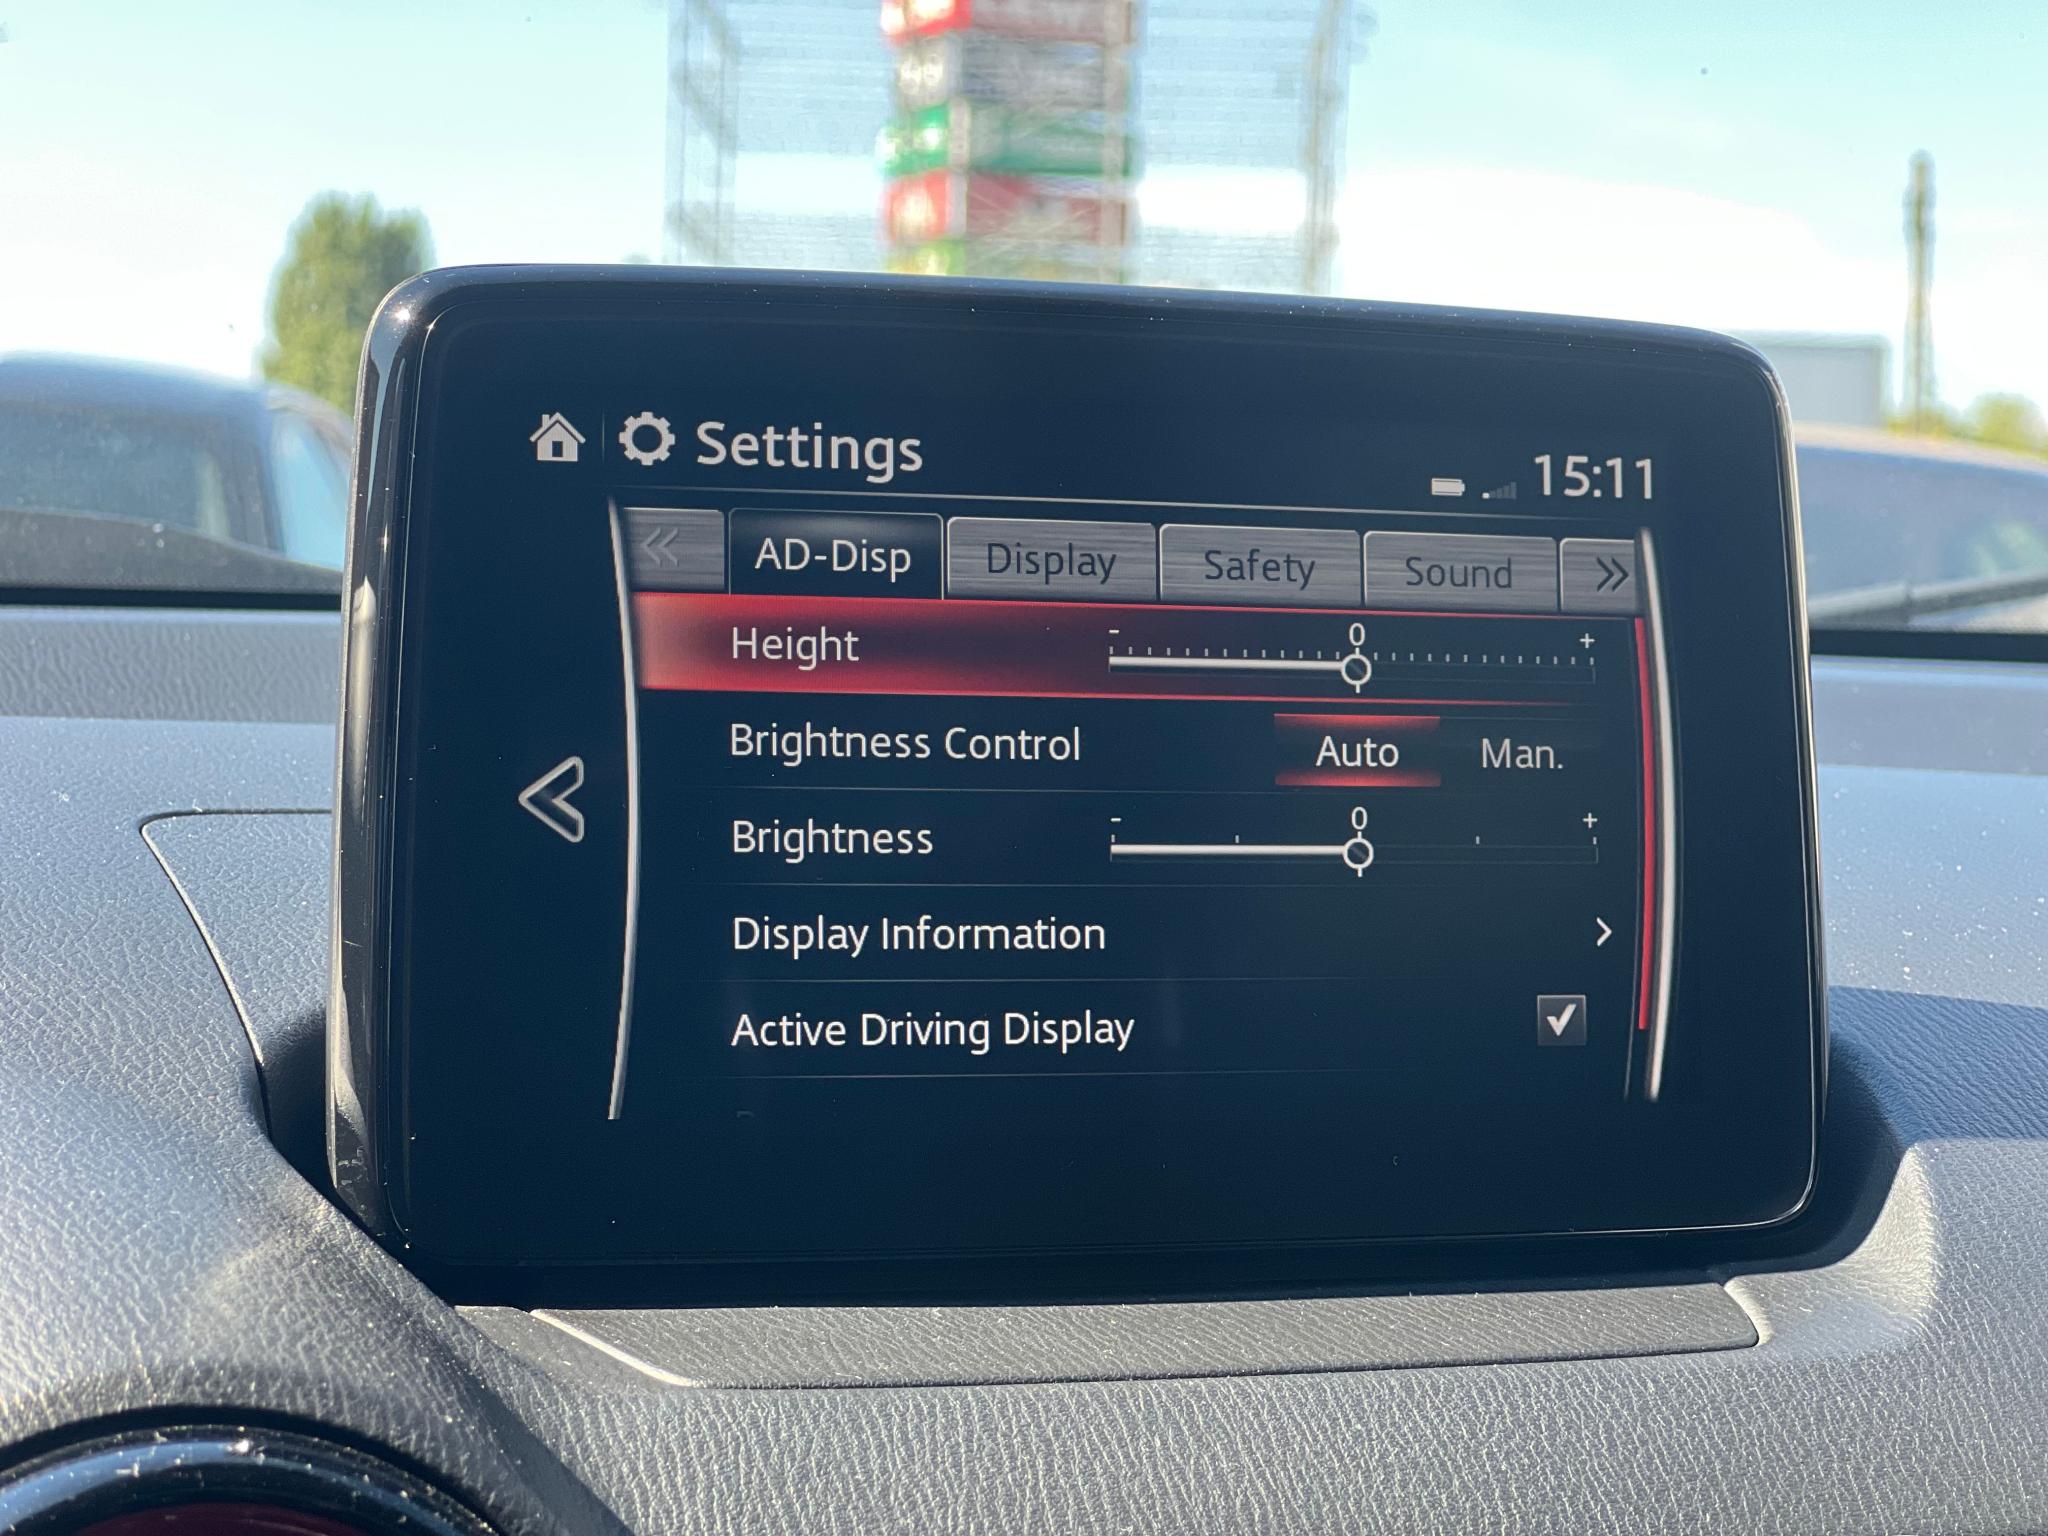 Settings
15:11
AD-Disp Display Safety Sound
Height - 0 +
Brightness Control Auto Man.
Brightness - 0 +
Display Information
Active Driving Display